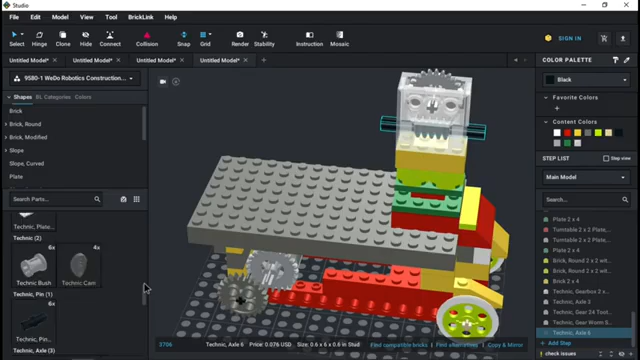 Studio
File Edit Model View Tool BrickLink Help
Select Hinge Clone Hide Connect Collision Snap Grid Render Stability Instruction Mosaic
SIGN IN
Untitled Model* Untitled Model* Untitled Model* Untitled Model*
COLOR PALETTE
9580-1 WeDo Robotics Construction...
Black
Shapes BL Categories Colors
Favorite Colors
Brick
Brick, Round
Brick, Modified
Slope
Slope, Curved
Plate
Content Colors
STEP LIST
Step view
Main Model
Search Parts...
Search...
Technic, Plate...
Technic (2)
6x 4x
Technic, Bush Technic, Cam
Technic, Pin (1)
6x
Technic, Pin...
Technic, Axle (3)
Plate 2 x 4
Turntable 2 x 2 Plate...
Turntable 2 x 2 Plate...
Brick 2 x 4
Brick, Round 2 x 2 wit...
Brick, Round 2 x 2 wit...
Brick 2 x 4
Technic, Gearbox 2 x...
Technic, Axle 3
Technic, Gear 24 Toot...
Technic, Gear Worm S...
Technic, Axle 6
Add Step
3706 Technic, Axle 6 Price: 0.076 USD Size: 0.6 x 6 x 0.6 in Stud
Find compatible bricks Find alternatives Copy & Mirror
check issues